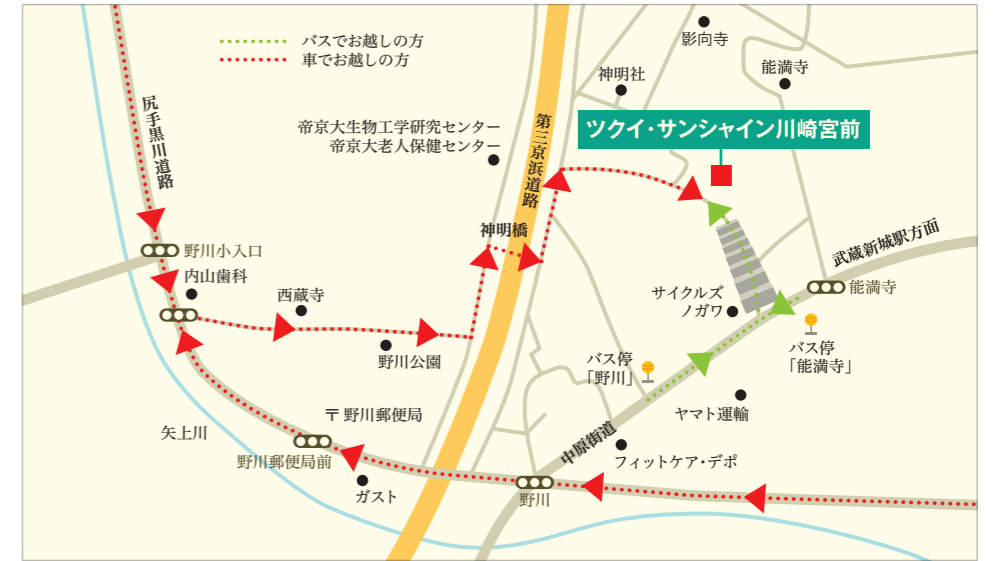 バスでお越しの方
車でお越しの方
影向寺
神明社
能満寺
尻手黒川道路
帝京大生物工学研究センター
帝京大老人保健センター
第三京浜道路
ツクイ・サンシャイン川崎宮前
神明橋
武蔵新城駅方面
野川小入口
内山歯科
西蔵寺
サイクルズ
ノガワ
能満寺
野川公園
バス停
「野川」
バス停
「能満寺」
〒野川郵便局
ヤマト運輸
矢上川
中原街道
野川郵便局前
フィットケア・デポ
ガスト
野川